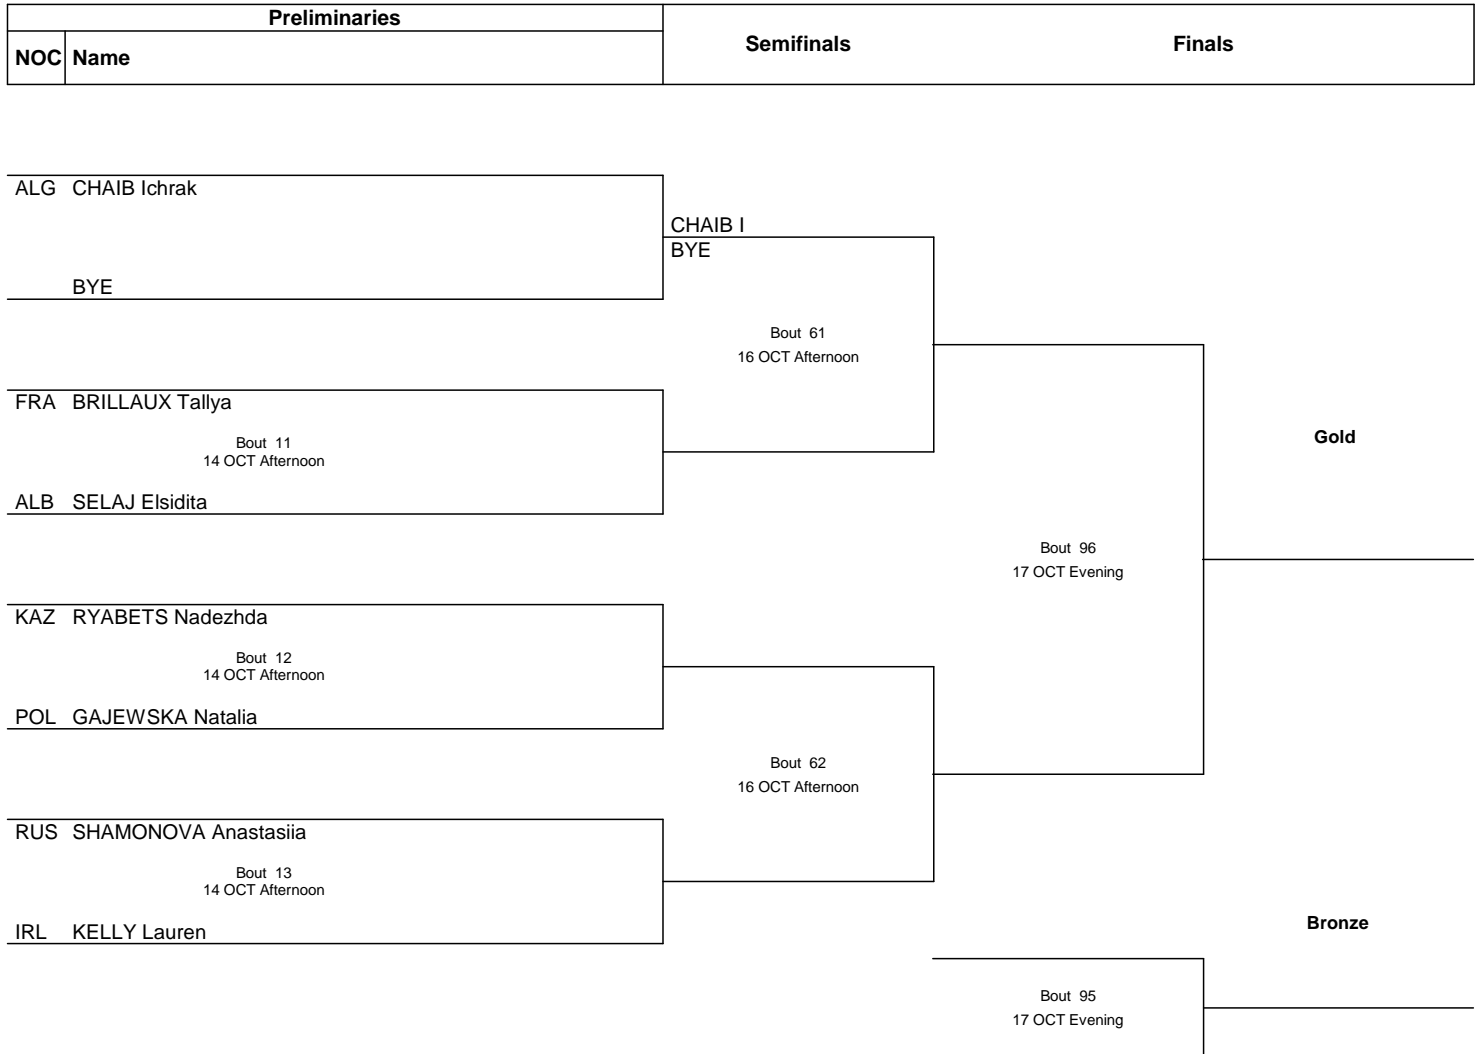 Preliminaries
Semifinals Finals
NOC Name
ALG CHAIB Ichrak
CHAIB I
BYE
BYE
Bout 61
16 OCT Afternoon
FRA BRILLAUX Tallya
Bout 11
14 OCT Afternoon
Gold
ALB SELAJ Elsidita
Bout 96
17 OCT Evening
KAZ RYABETS Nadezhda
Bout 12
14 OCT Afternoon
POL GAJEWSKA Natalia
Bout 62
16 OCT Afternoon
RUS SHAMONOVA Anastasiia
Bout 13
14 OCT Afternoon
IRL KELLY Lauren
Bronze
Bout 95
17 OCT Evening